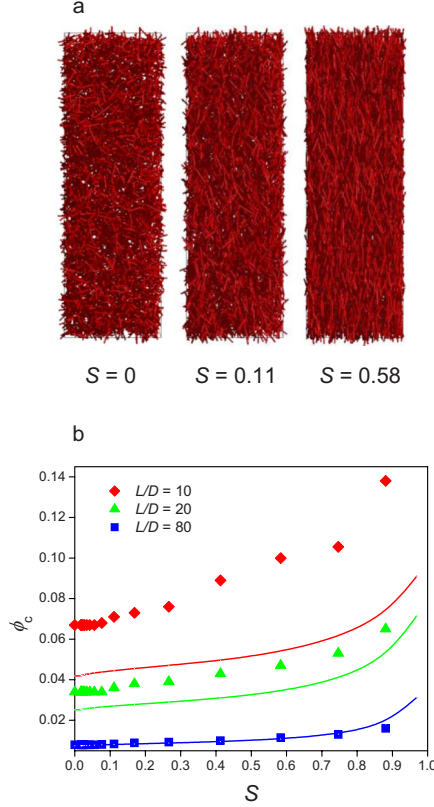 a
S = 0
S = 0.11
S = 0.58
b
0.14
0.12
0.10
0.08
0.06
0.04
0.02
ϕc
L/D = 10
L/D = 20
L/D = 80
0.0 0.1 0.2 0.3 0.4 0.5 0.6 0.7 0.8 0.9 1.0
S